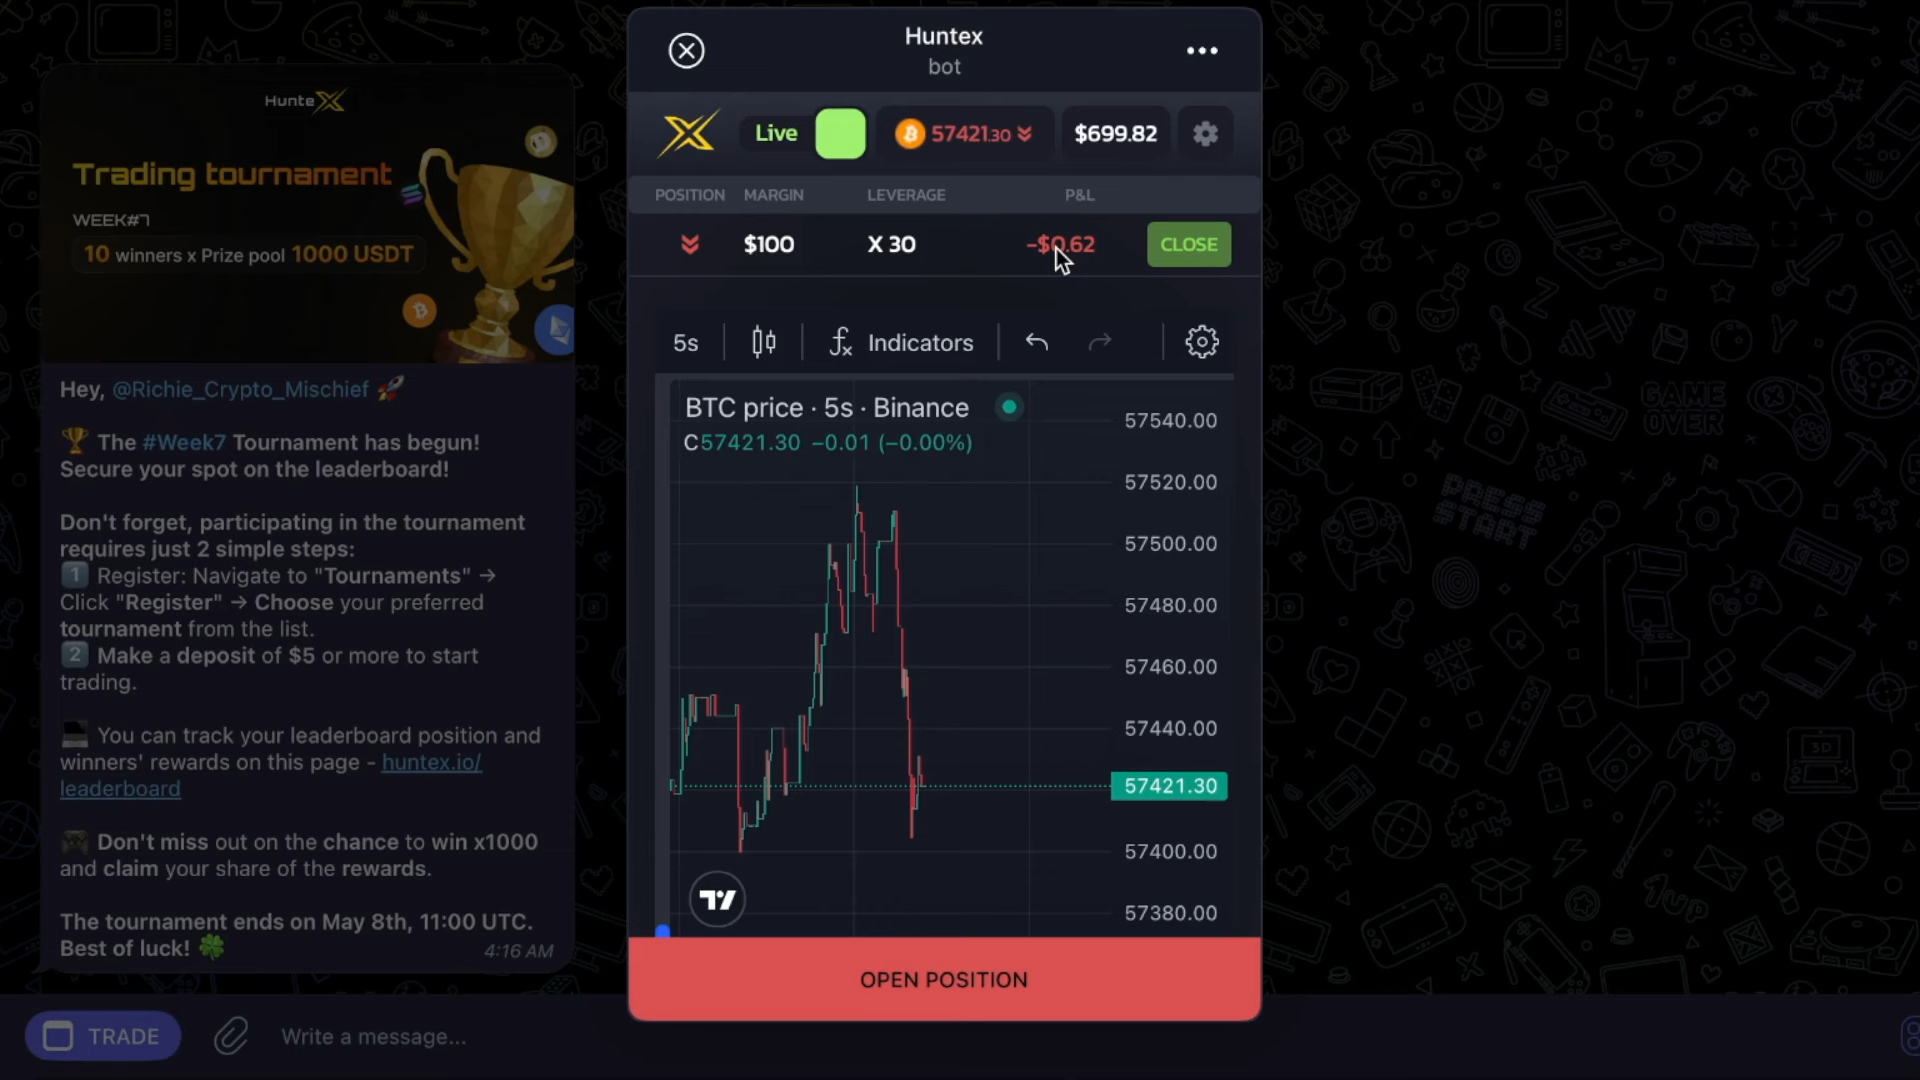 HunteX
Trading tournament
WEEK#7
10 winners x Prize pool 1000 USDT
Hey, @Richie_Crypto_Mischief 🚀
🏆 The #Week7 Tournament has begun!
Secure your spot on the leaderboard!
Don't forget, participating in the tournament
requires just 2 simple steps:
1️⃣ Register: Navigate to "Tournaments" →
Click "Register" → Choose your preferred
tournament from the list.
2️⃣ Make a deposit of $5 or more to start
trading.
💻 You can track your leaderboard position and
winners' rewards on this page - huntex.io/
leaderboard
🎮 Don't miss out on the chance to win x1000
and claim your share of the rewards.
The tournament ends on May 8th, 11:00 UTC.
Best of luck! 🍀
4:16 AM
TRADE
Write a message...
Huntex
bot
Live
57421.30
$699.82
POSITION MARGIN LEVERAGE P&L
$100 X 30 -$0.62 CLOSE
5s
Indicators
BTC price · 5s · Binance
C57421.30 −0.01 (−0.00%)
57540.00
57520.00
57500.00
57480.00
57460.00
57440.00
57421.30
57400.00
57380.00
OPEN POSITION
GAME
OVER
PRESS
START
1UP
3D